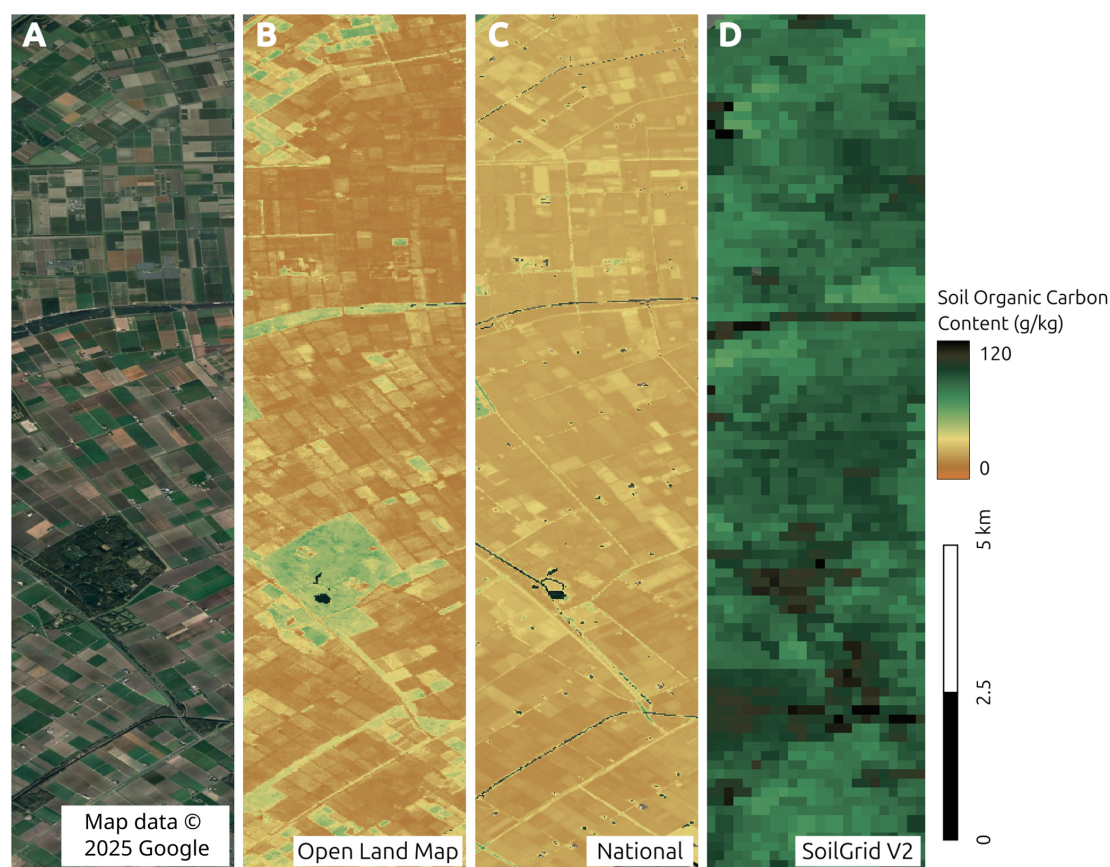 A
B
C
D
Soil Organic Carbon
Content (g/kg)
120
0
5 km
2.5
0
Map data ©
2025 Google
Open Land Map
National
SoilGrid V2